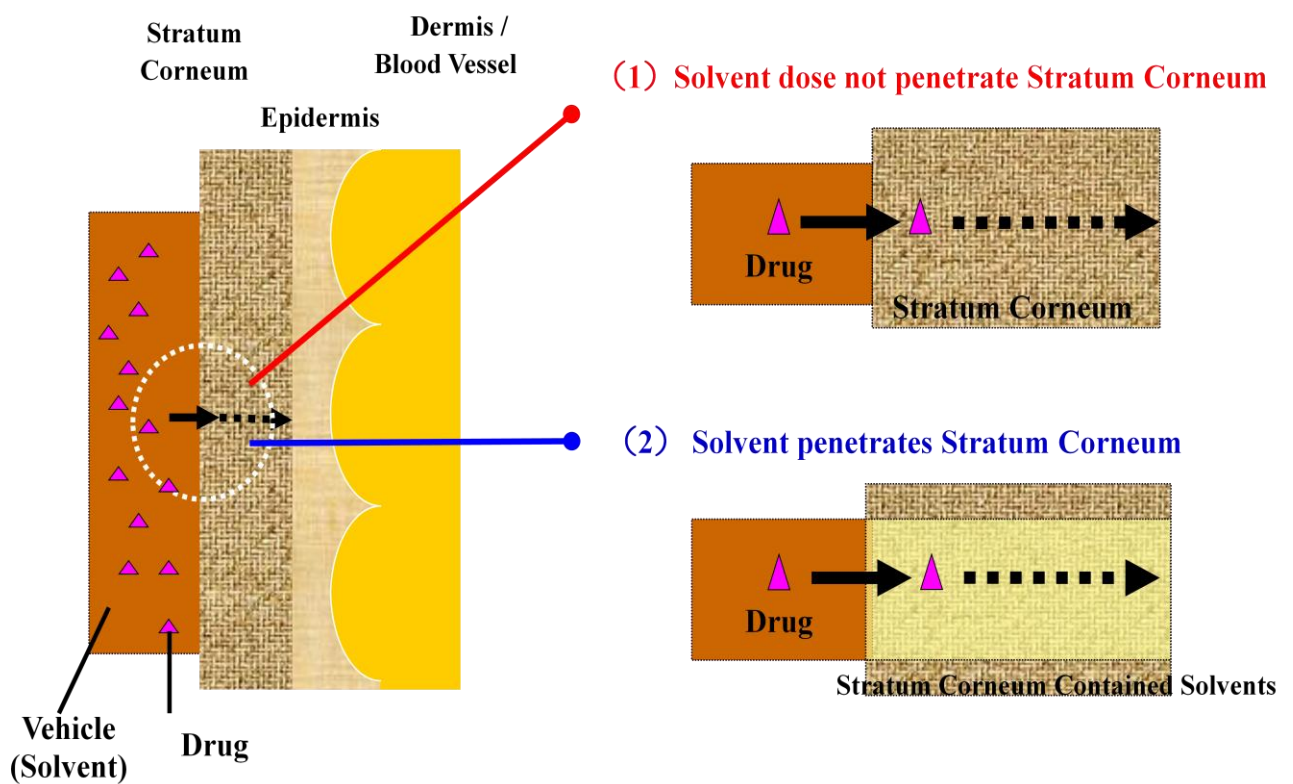 Stratum
Corneum
Dermis /
Blood Vessel
Epidermis
Vehicle
(Solvent)
Drug
（1）Solvent dose not penetrate Stratum Corneum
Drug
Stratum Corneum
（2） Solvent penetrates Stratum Corneum
Drug
Stratum Corneum Contained Solvents